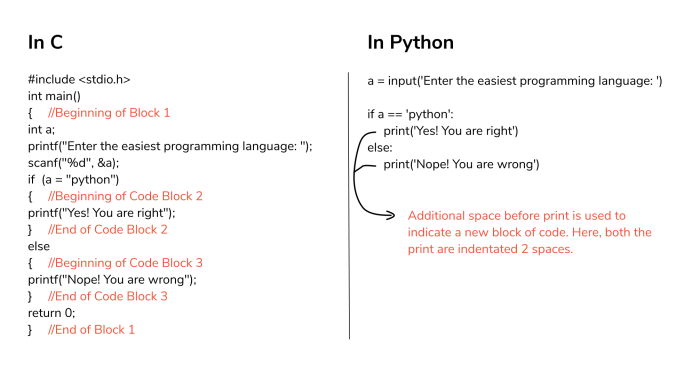 In C
#include <stdio.h>
int main()
{ //Beginning of Block 1
int a;
printf("Enter the easiest programming language: ");
scanf("%d", &a);
if (a = "python")
{ //Beginning of Code Block 2
printf("Yes! You are right");
} //End of Code Block 2
else
{ //Beginning of Code Block 3
printf("Nope! You are wrong");
} //End of Code Block 3
return 0;
} //End of Block 1
In Python
a = input('Enter the easiest programming language: ')
if a == 'python':
print('Yes! You are right')
else:
print('Nope! You are wrong')
Additional space before print is used to
indicate a new block of code. Here, both the
print are indentated 2 spaces.